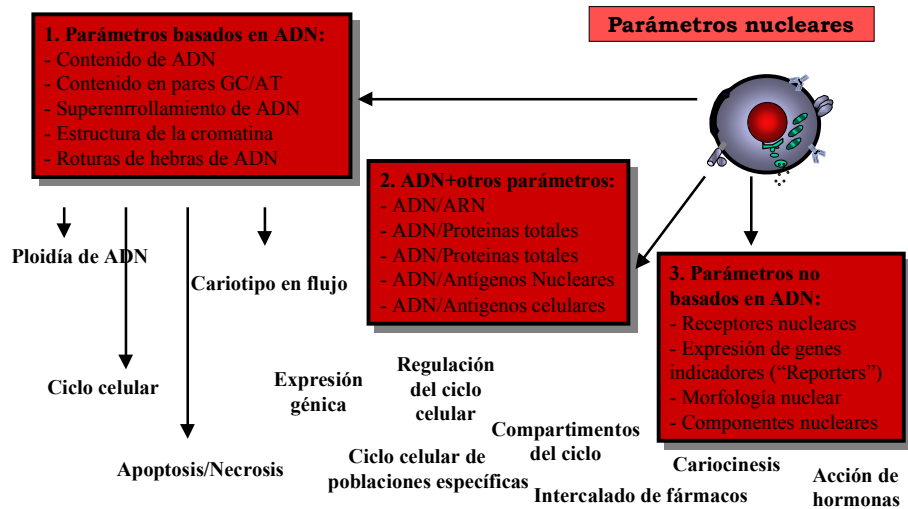 Parámetros nucleares
1. Parámetros basados en ADN:
- Contenido de ADN
- Contenido en pares GC/AT
- Superenrrollamiento de ADN
- Estructura de la cromatina
- Roturas de hebras de ADN
2. ADN+otros parámetros:
- ADN/ARN
- ADN/Proteinas totales
- ADN/Proteinas totales
- ADN/Antígenos Nucleares
- ADN/Antigenos celulares
3. Parámetros no
basados en ADN:
- Receptores nucleares
- Expresión de genes
indicadores (“Reporters”)
- Morfología nuclear
- Componentes nucleares
Ploidía de ADN
Cariotipo en flujo
Ciclo celular
Apoptosis/Necrosis
Expresión
génica
Regulación
del ciclo
celular
Ciclo celular de
poblaciones específicas
Compartimentos
del ciclo
Intercalado de fármacos
Cariocinesis
Acción de
hormonas